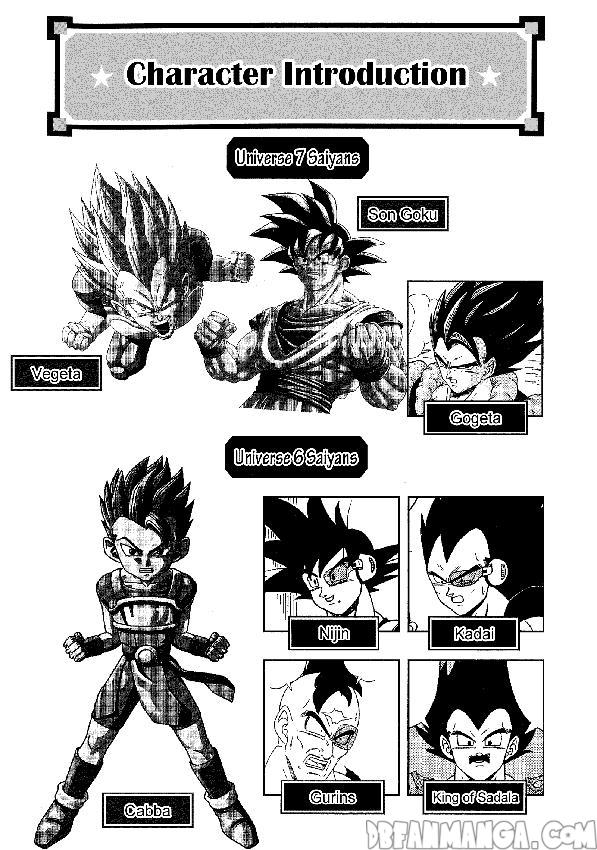 Character Introduction
Universe 7 Saiyans
Son Goku
Vegeta
Gogeta
Universe 6 Saiyans
Nijin
Kadai
Cabba
Gurins
King of Sadala
DBFANMANGA.COM